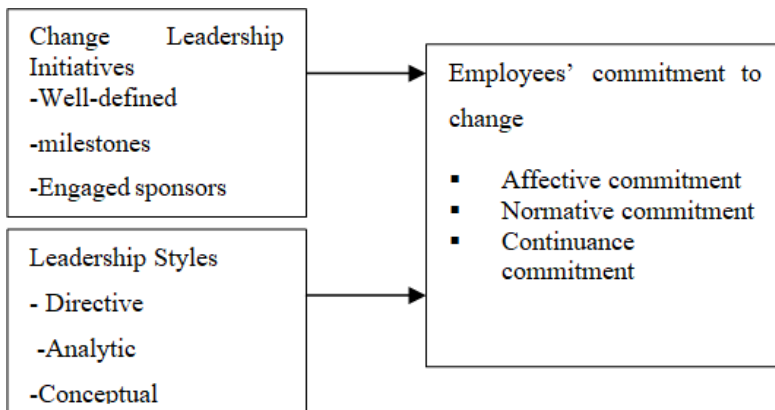 Change Leadership
Initiatives
-Well-defined
-milestones
-Engaged sponsors
Leadership Styles
- Directive
-Analytic
-Conceptual
Employees’ commitment to
change
▪ Affective commitment
▪ Normative commitment
▪ Continuance
commitment